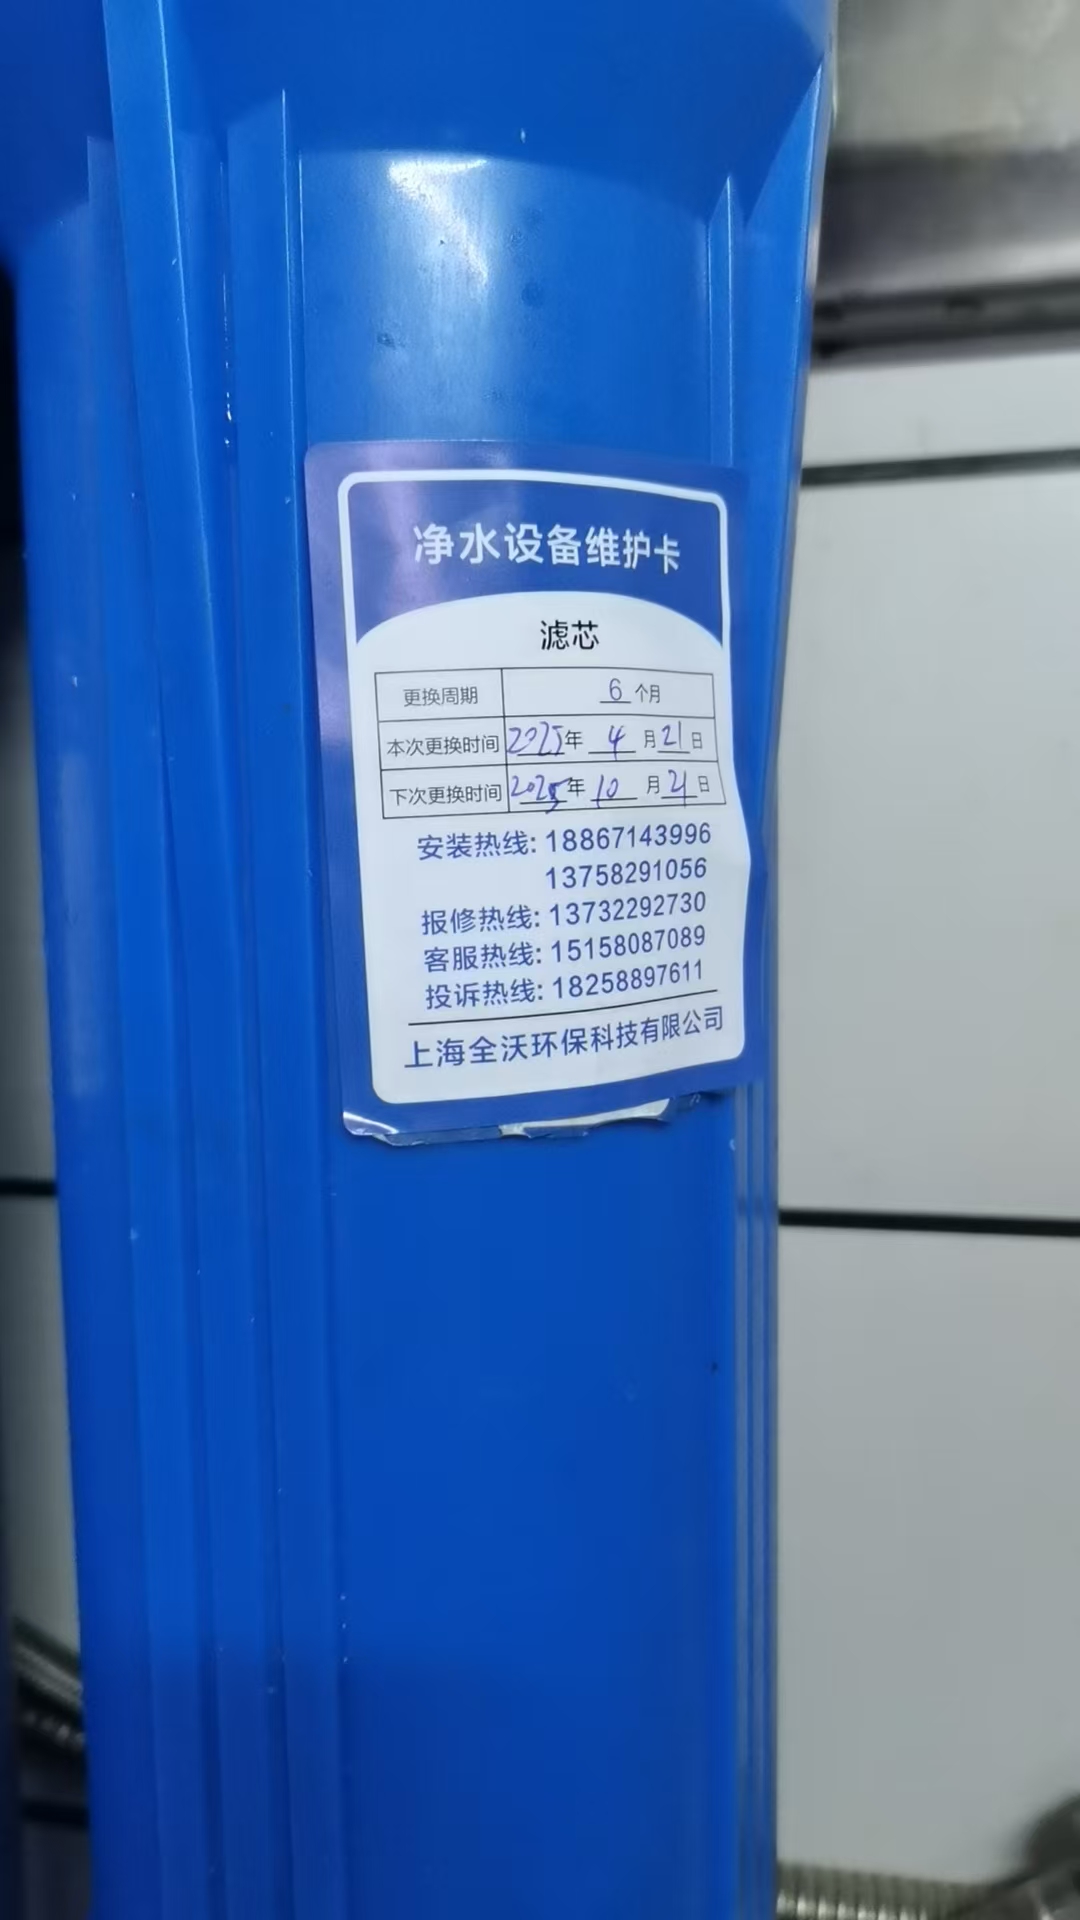 净水设备维护卡
滤芯
更换周期 6 个月
本次更换时间 2025年 4 月 21 日
下次更换时间 2025年 10 月 21 日
安装热线: 18867143996
13758291056
报修热线: 13732292730
客服热线: 15158087089
投诉热线: 18258897611
上海全沃环保科技有限公司